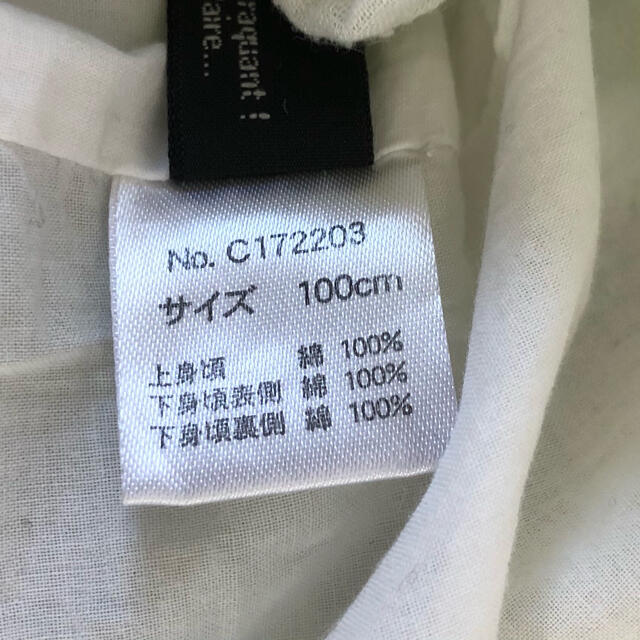 are...
No. C172203
サイズ 100cm
上身頃 綿 100%
下身頃表側 綿 100%
下身頃裏側 綿 100%